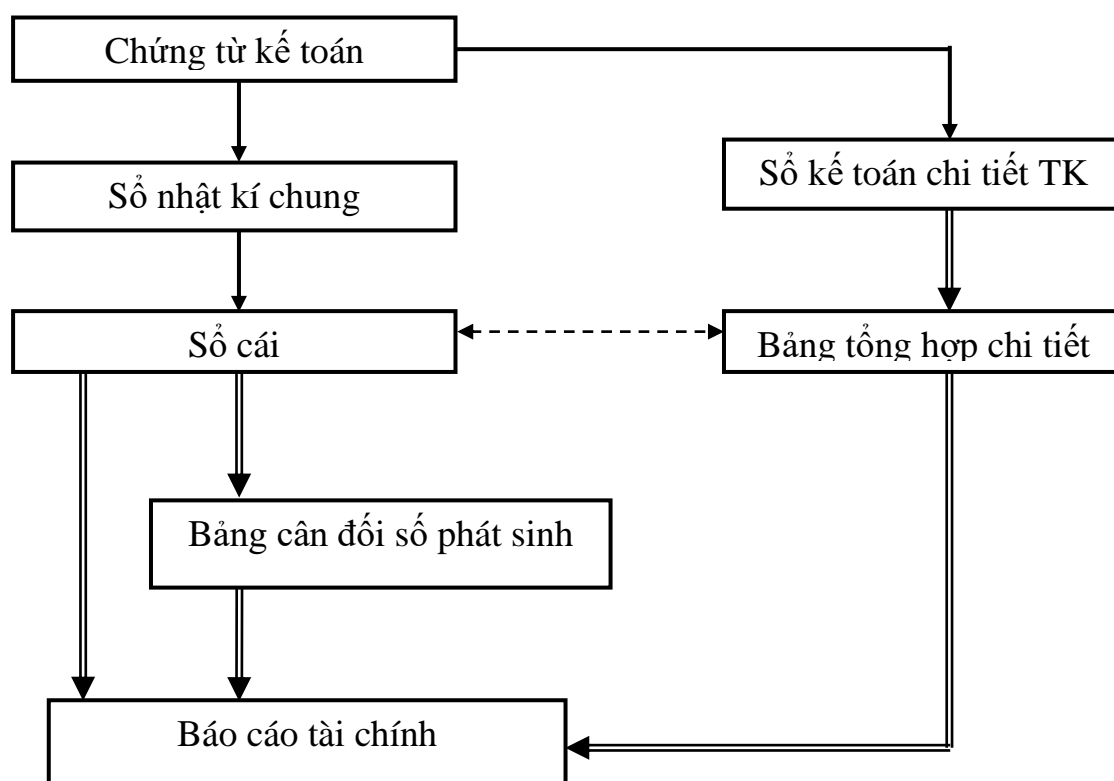 Chứng từ kế toán
Sổ nhật kí chung
Sổ kế toán chi tiết TK
Sổ cái
Bảng tổng hợp chi tiết
Bảng cân đối số phát sinh
Báo cáo tài chính